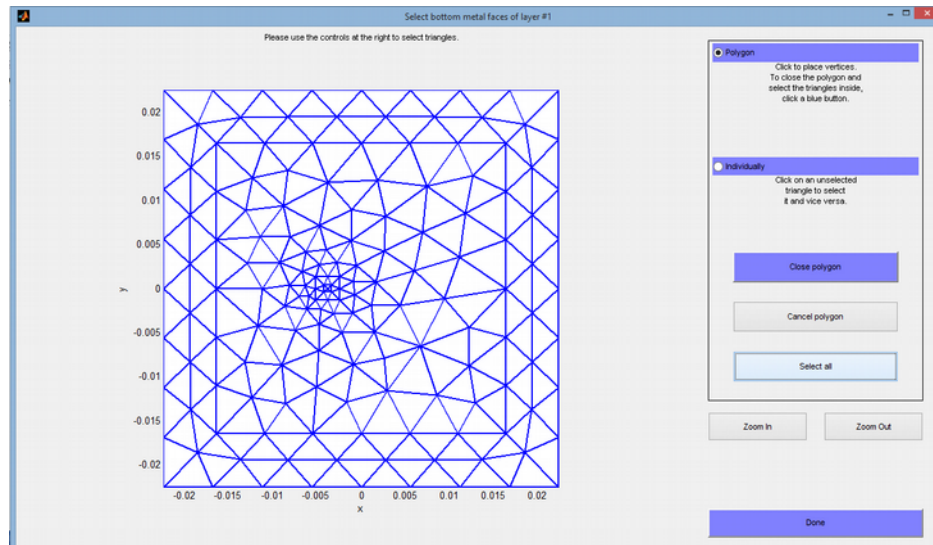 Select bottom metal faces of layer #1
Please use the controls at the right to select triangles.
Polygon
Click to place vertices.
To close the polygon and
select the triangles inside,
click a blue button.
Individually
Click on an unselected
triangle to select
it and vice versa.
Close polygon
Cancel polygon
Select all
Zoom In Zoom Out
Done
0.02
0.015
0.01
0.005
0
-0.005
-0.01
-0.015
-0.02
y
-0.02 -0.015 -0.01 -0.005 0 0.005 0.01 0.015 0.02
x